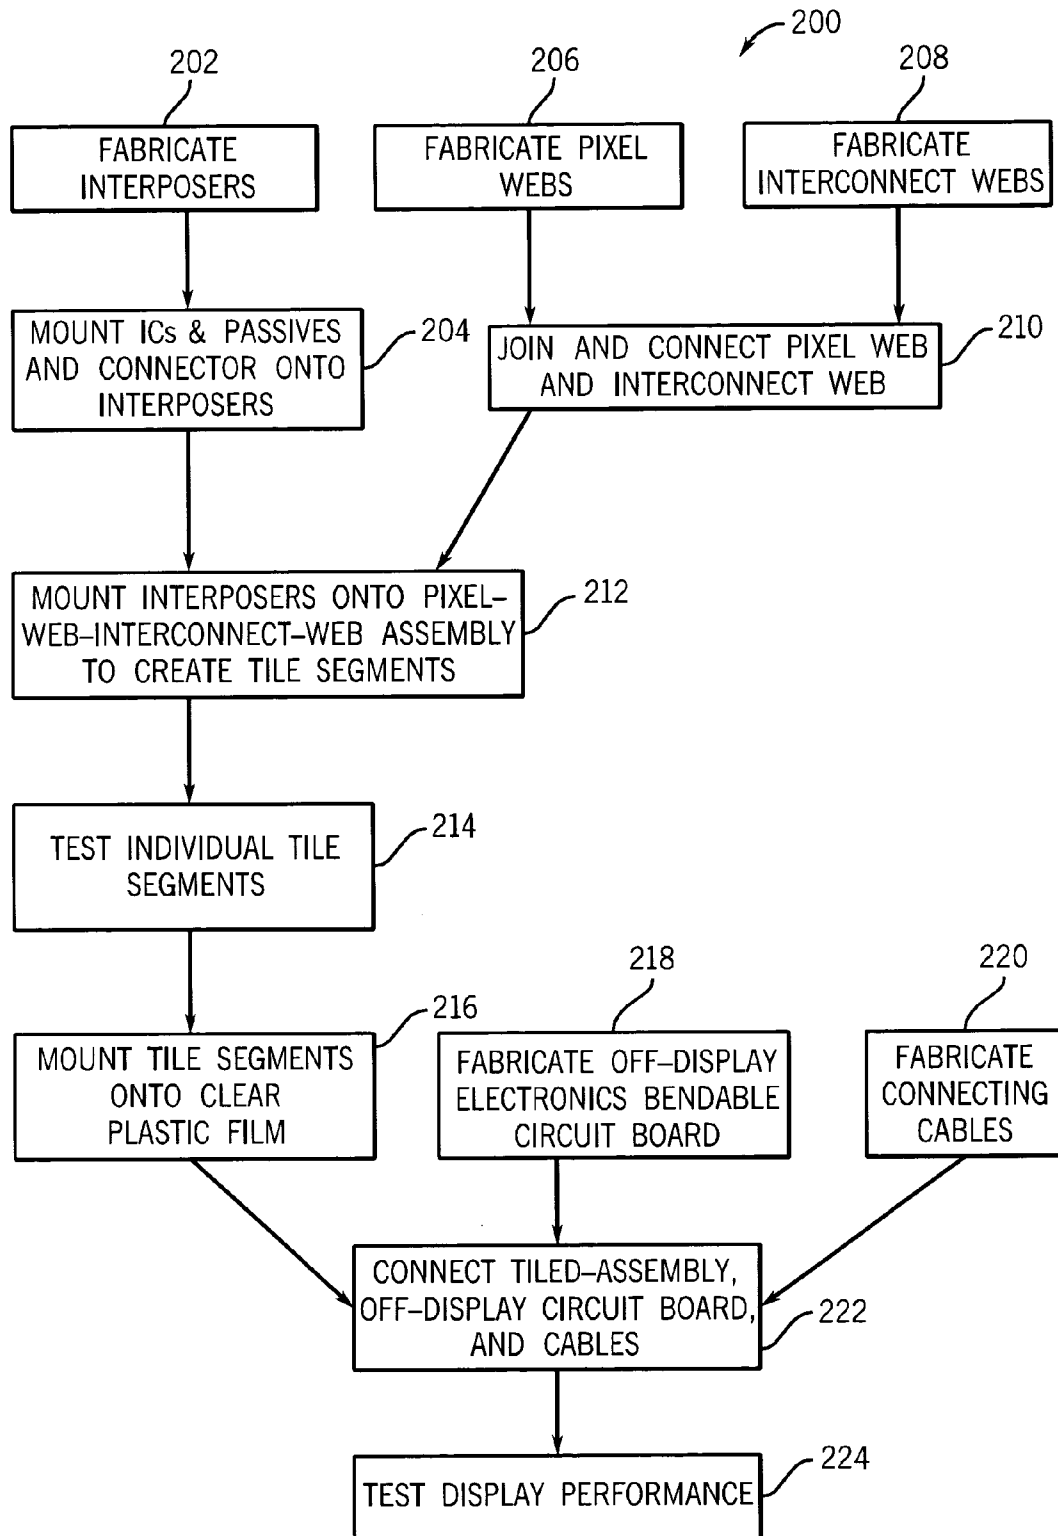 200
202
206
208
FABRICATE
INTERPOSERS
FABRICATE PIXEL
WEBS
FABRICATE
INTERCONNECT WEBS
MOUNT ICs & PASSIVES
AND CONNECTOR ONTO
INTERPOSERS
204
JOIN AND CONNECT PIXEL WEB
AND INTERCONNECT WEB
210
MOUNT INTERPOSERS ONTO PIXEL–
WEB–INTERCONNECT–WEB ASSEMBLY
TO CREATE TILE SEGMENTS
212
TEST INDIVIDUAL TILE
SEGMENTS
214
216
218
220
MOUNT TILE SEGMENTS
ONTO CLEAR
PLASTIC FILM
FABRICATE OFF–DISPLAY
ELECTRONICS BENDABLE
CIRCUIT BOARD
FABRICATE
CONNECTING
CABLES
CONNECT TILED–ASSEMBLY,
OFF–DISPLAY CIRCUIT BOARD,
AND CABLES
222
TEST DISPLAY PERFORMANCE
224